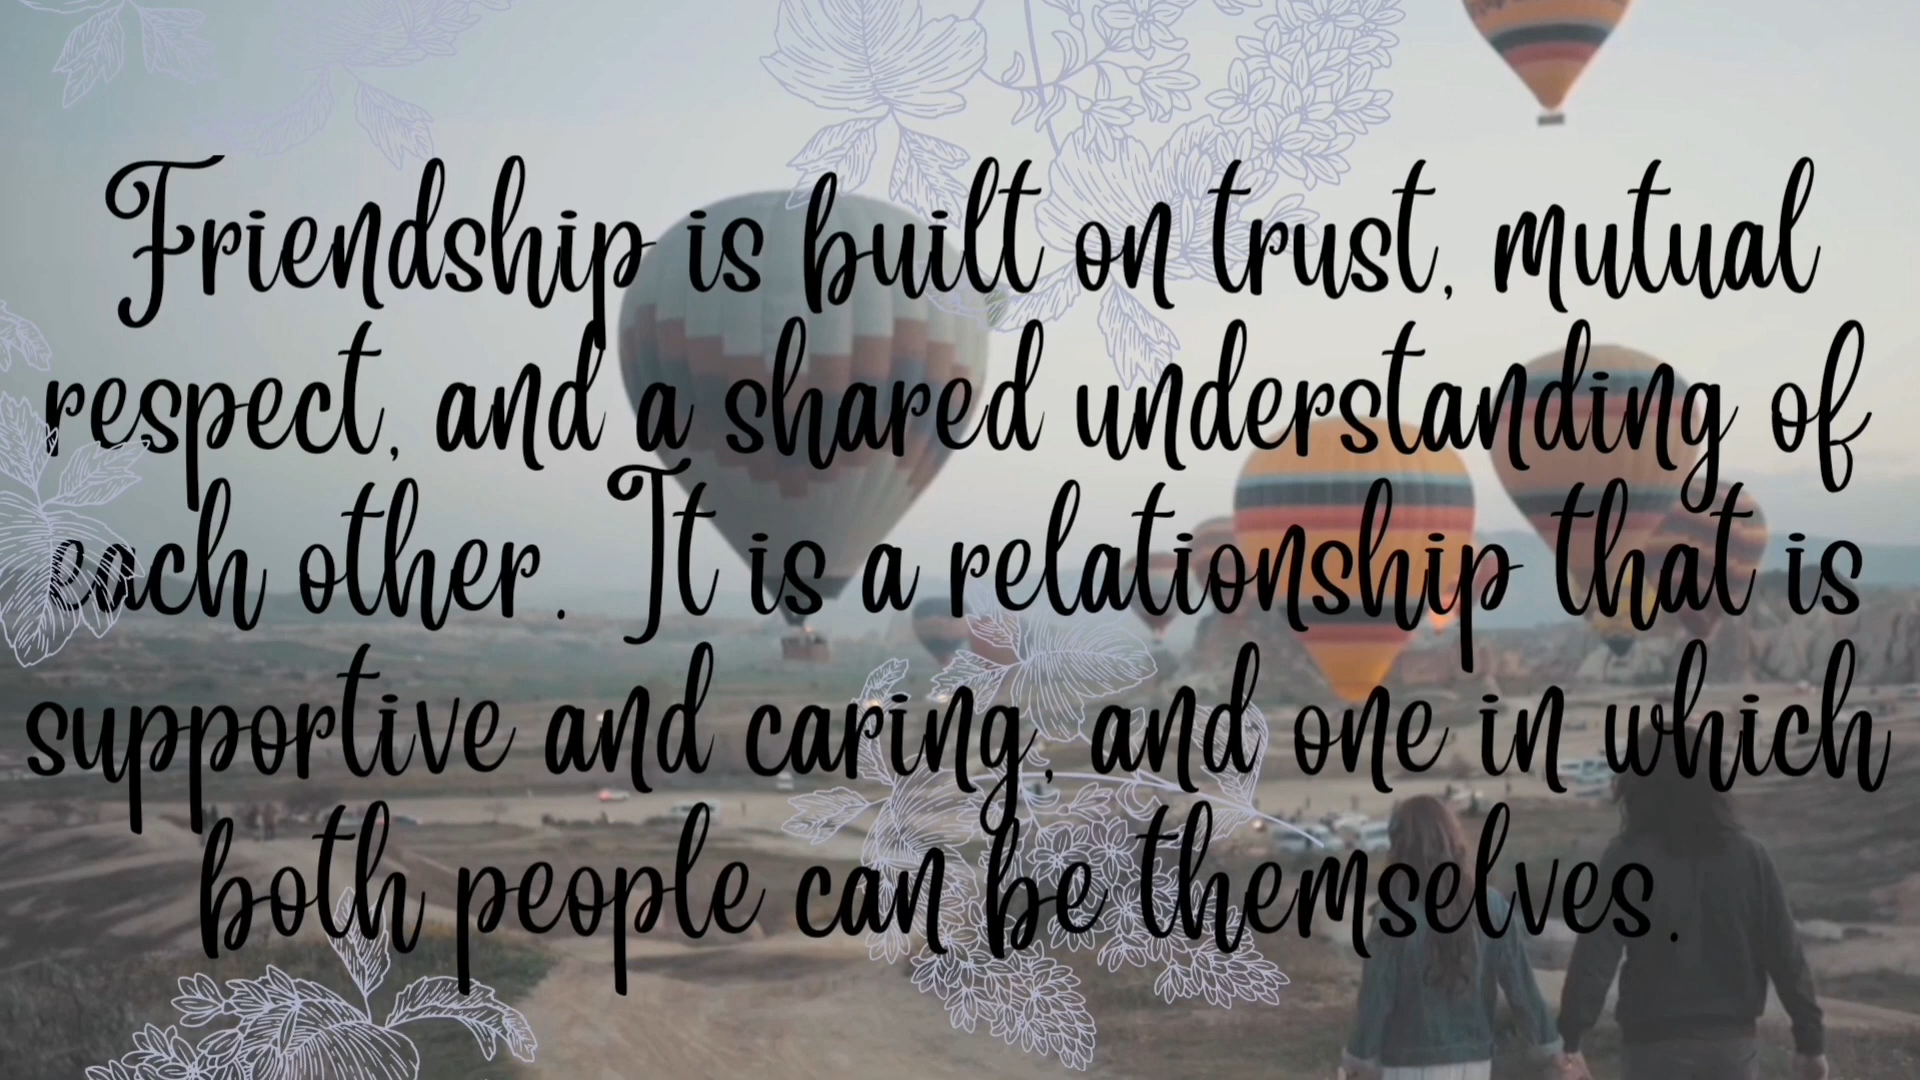 Friendship is built on trust, mutual
respect, and a shared understanding of
each other. It is a relationship that is
supportive and caring, and one in which
both people can be themselves.